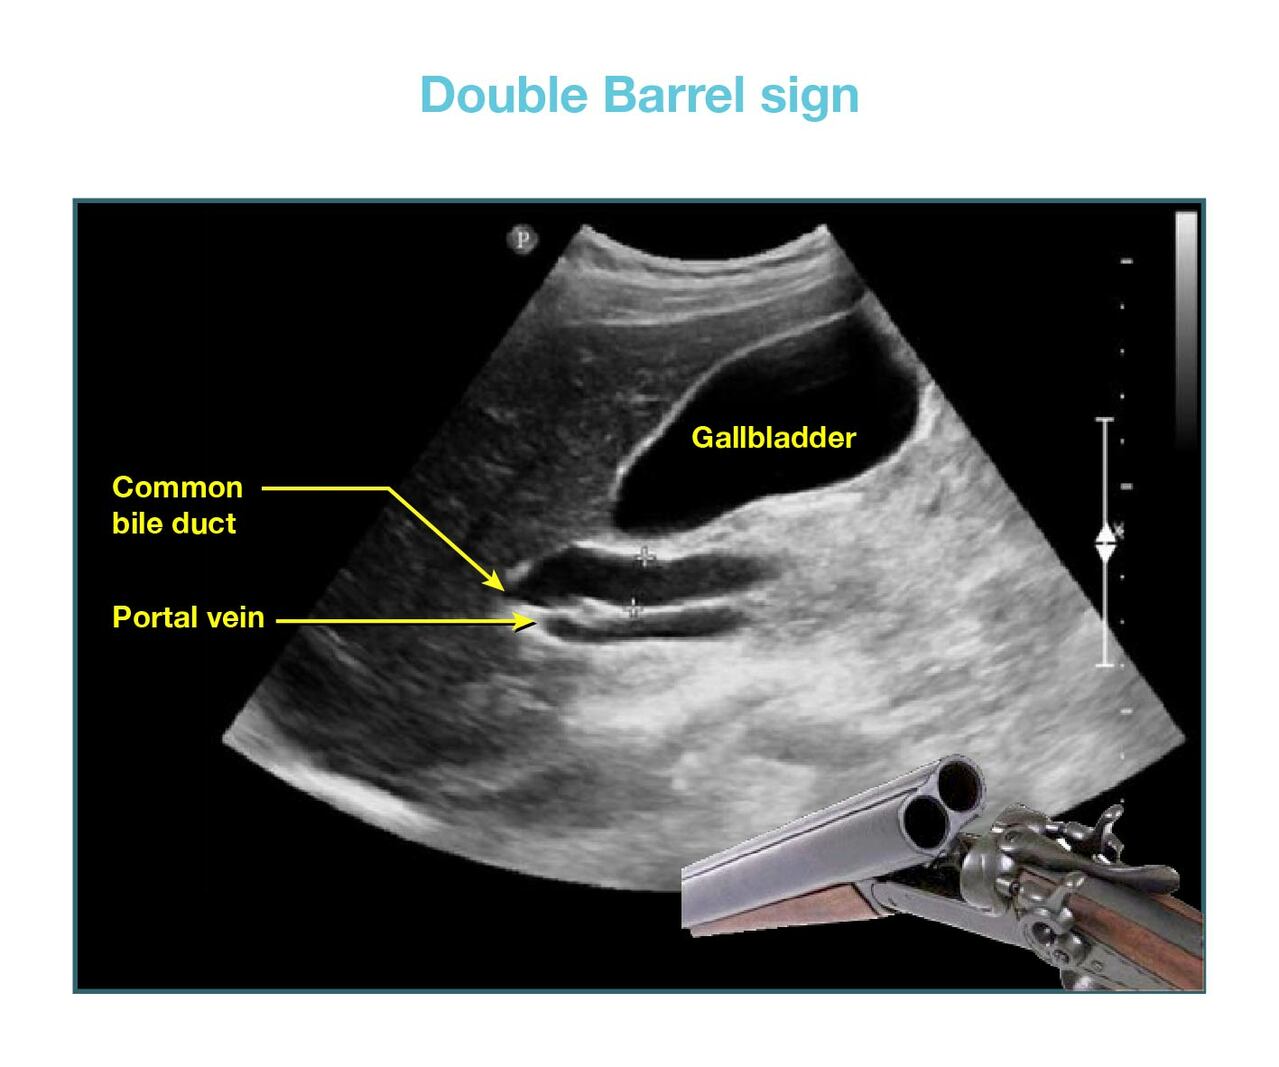 Double Barrel sign
P
Gallbladder
Common
bile duct
Portal vein